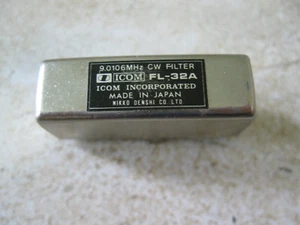 9.0106MHz CW FILTER
ICOM FL-32A
ICOM INCORPORATED
MADE IN JAPAN
NIKKO DENSHI CO. LTD